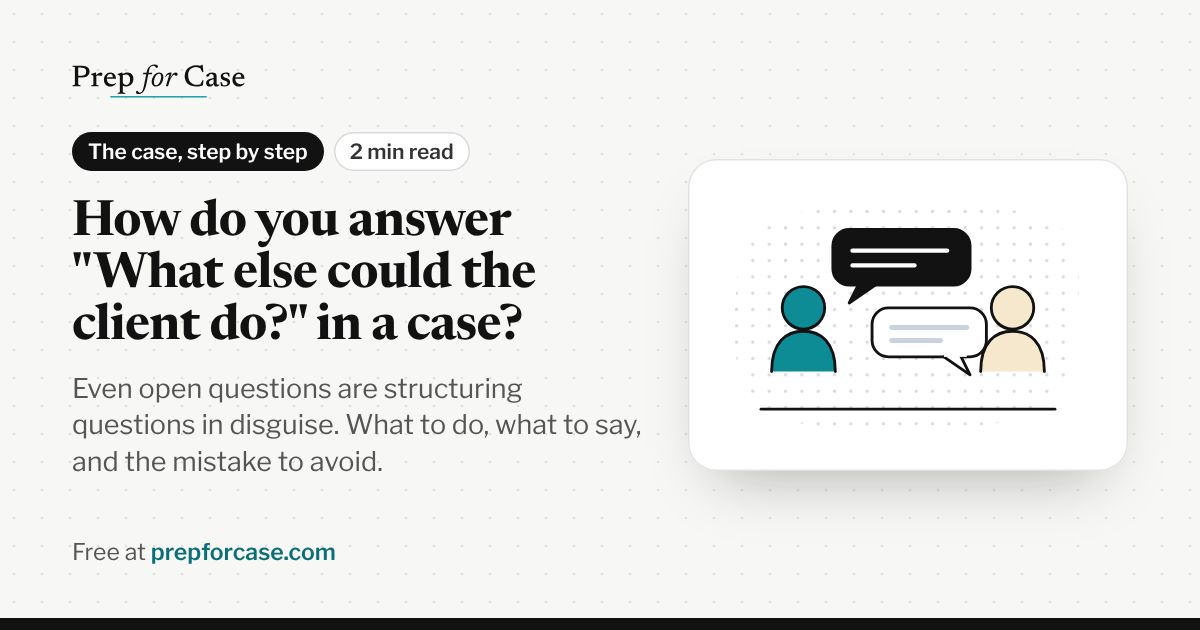 Prep for Case
The case, step by step
2 min read
How do you answer
"What else could the
client do?" in a case?
Even open questions are structuring
questions in disguise. What to do, what to say,
and the mistake to avoid.
Free at prepforcase.com